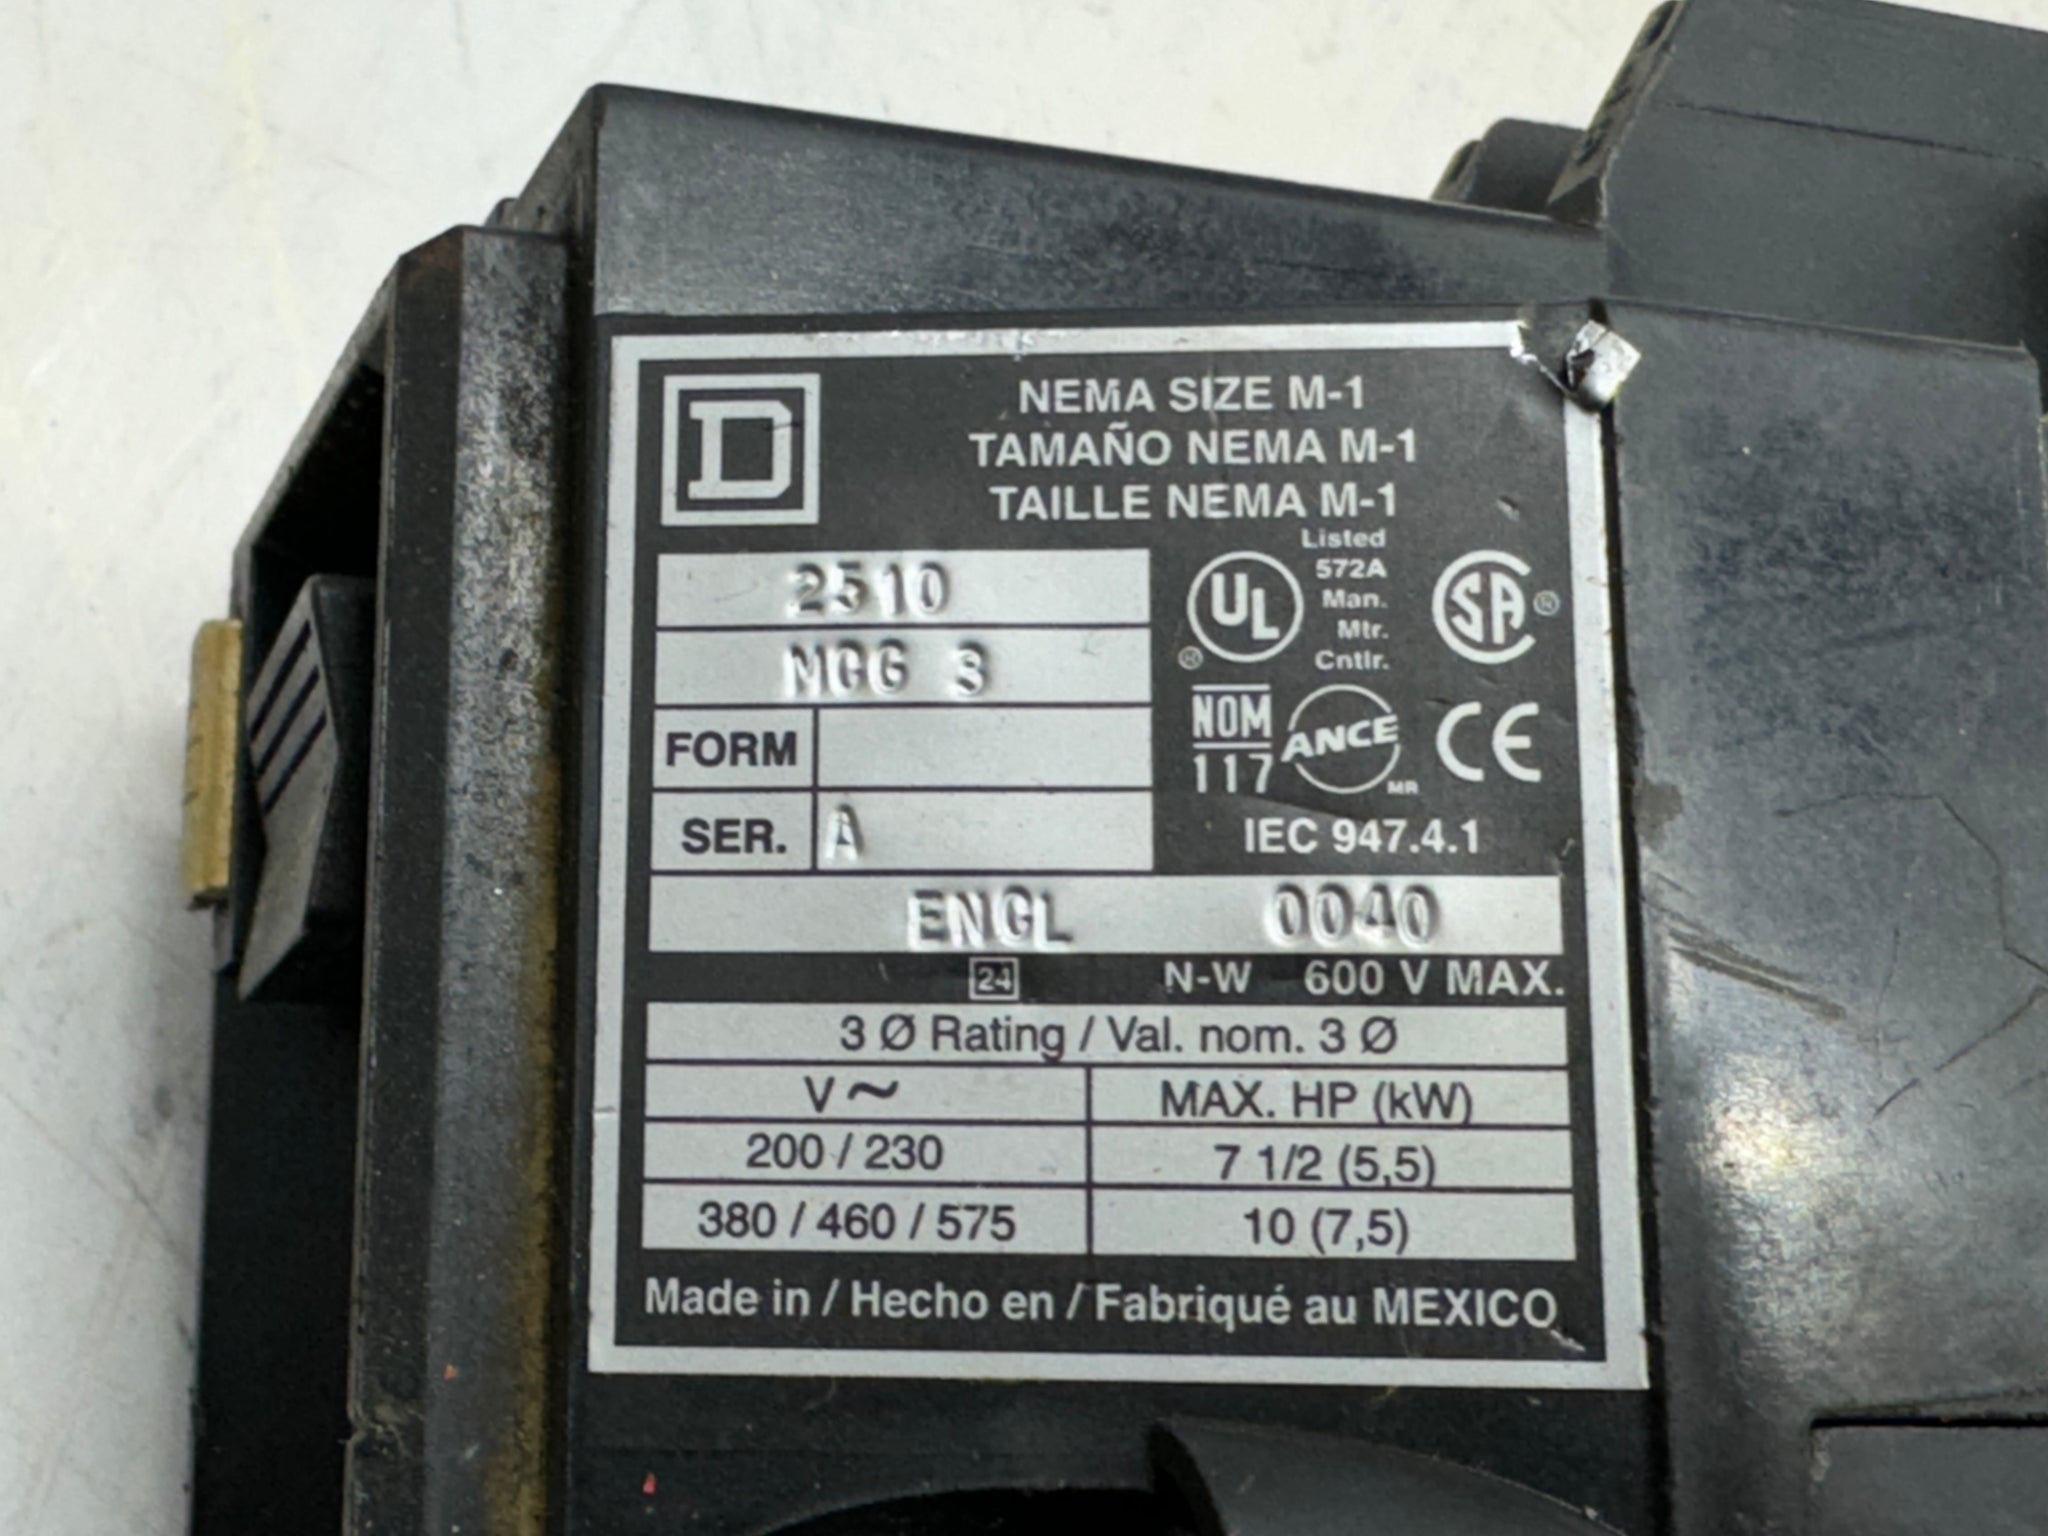 D
NEMA SIZE M-1
TAMAÑO NEMA M-1
TAILLE NEMA M-1
2510
MCG 3
FORM
SER. A
UL ®
Listed
572A
Man.
Mtr.
Cntlr.
SA ®
NOM
117
ANCE
MR
CE
IEC 947.4.1
ENGL 0040
24 N-W 600 V MAX.
3 Ø Rating / Val. nom. 3 Ø
V ~ MAX. HP (kW)
200 / 230 7 1/2 (5,5)
380 / 460 / 575 10 (7,5)
Made in / Hecho en / Fabriqué au MEXICO